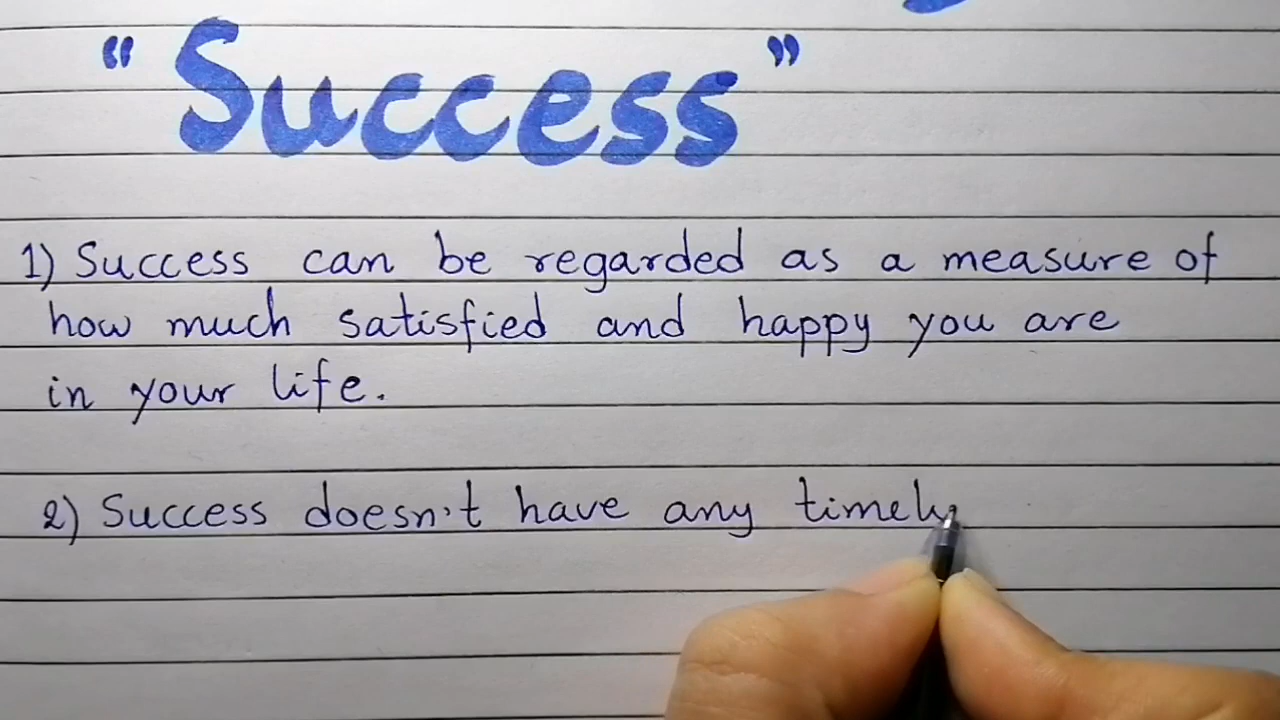 “Success”
1) Success can be regarded as a measure of
how much satisfied and happy you are
in your life.
2) Success doesn't have any